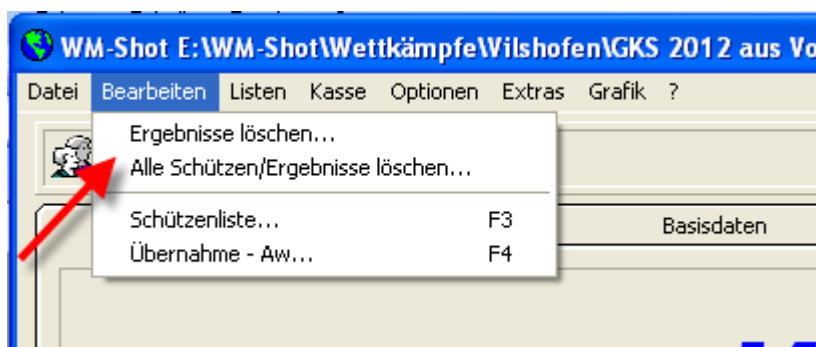 WM-Shot E:\WM-Shot\Wettkämpfe\Vilshofen\GKS 2012 aus Vo
Datei Bearbeiten Listen Kasse Optionen Extras Grafik ?
Ergebnisse löschen...
Alle Schützen/Ergebnisse löschen...
Schützenliste... F3 Basisdaten
Übernahme - Aw... F4